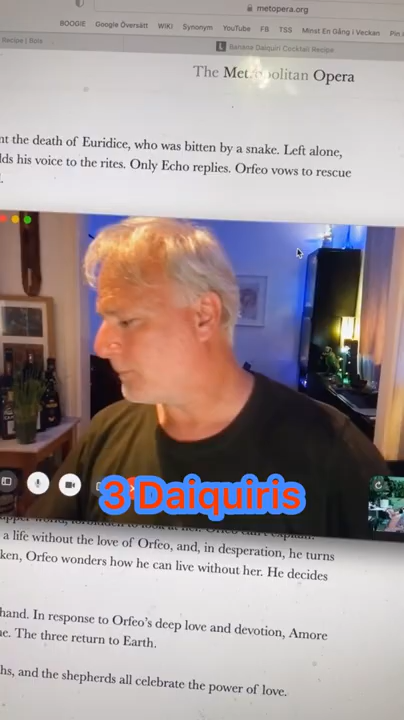 metopera.org
BOOGIE Google Översätt WIKI Synonym YouTube FB TSS Minst En Gång i Veckan
Recipe | Bols
L Banana Daiquiri Cocktail Recipe
The Metropolitan Opera
the death of Euridice, who was bitten by a snake. Left alone,
his voice to the rites. Only Echo replies. Orfeo vows to rescue
3 Daiquiris
a life without the love of Orfeo, and, in desperation, he turns
Orfeo wonders how he can live without her. He decides
hand. In response to Orfeo's deep love and devotion, Amore
The three return to Earth.
and the shepherds all celebrate the power of love.